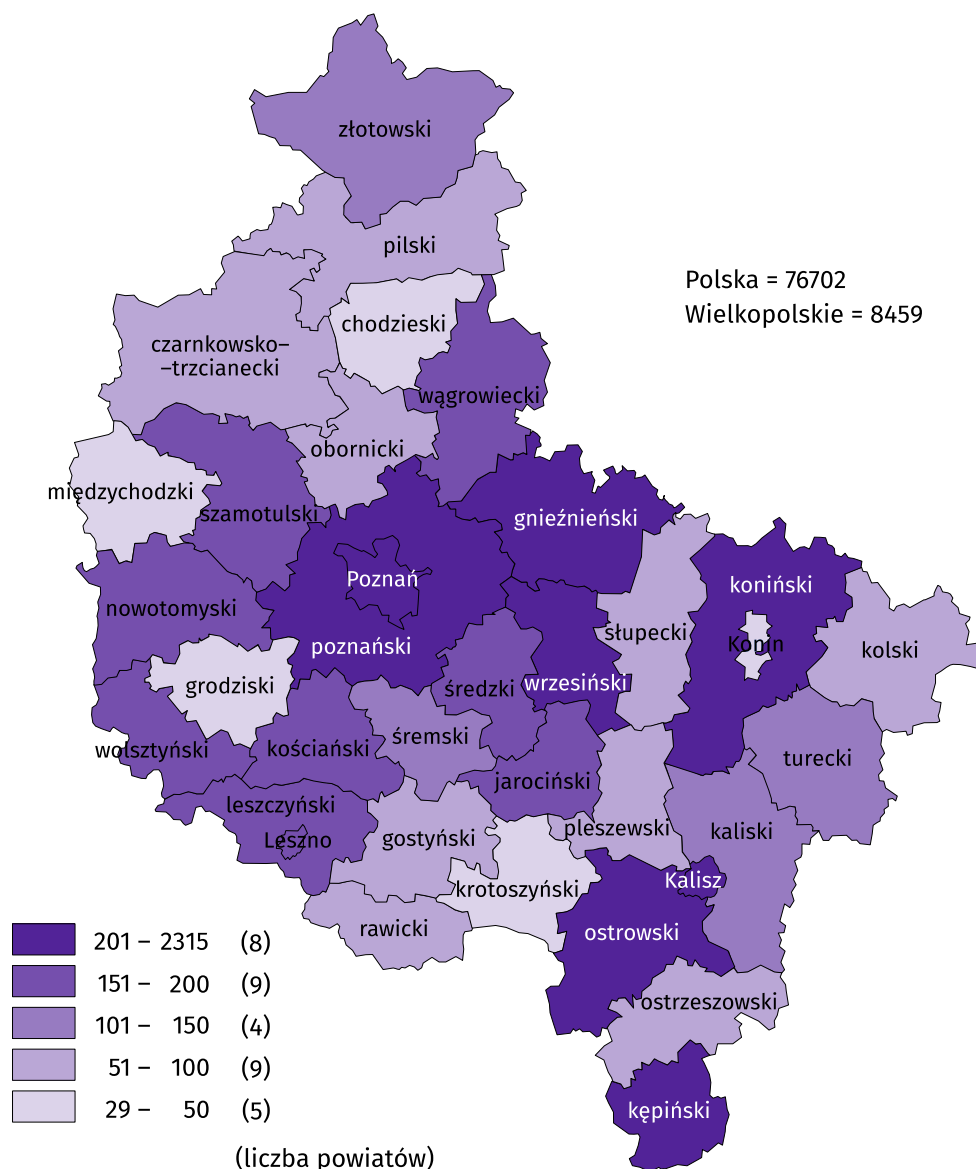 złotowski
pilski
Polska = 76702
Wielkopolskie = 8459
chodzieski
czarnkowsko–
–trzcianecki
wągrowiecki
obornicki
międzychodzki
szamotulski
gnieźnieński
Poznań
koniński
nowotomyski
poznański
słupecki
Konin
kolski
grodziski
średzki
wrzesiński
wolsztyński
kościański
śremski
turecki
jarociński
leszczyński
Leszno
gostyński
pleszewski
kaliski
krotoszyński
Kalisz
rawicki
ostrowski
ostrzeszowski
kępiński
201 – 2315 (8)
151 – 200 (9)
101 – 150 (4)
51 – 100 (9)
29 – 50 (5)
(liczba powiatów)